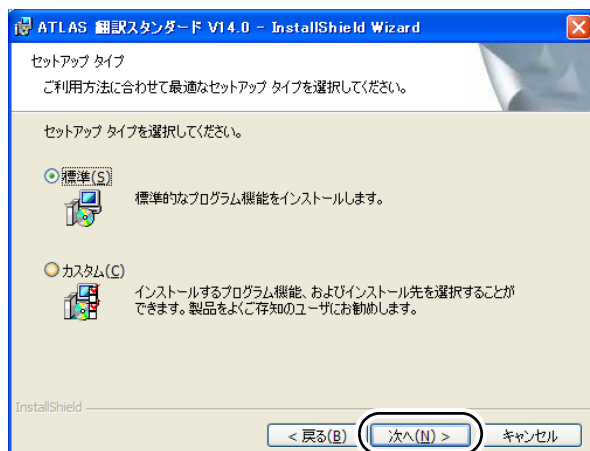 ATLAS 翻訳スタンダード V14.0 - InstallShield Wizard
セットアップ タイプ
ご利用方法に合わせて最適なセットアップ タイプを選択してください。
セットアップ タイプを選択してください。
標準(S)
標準的なプログラム機能をインストールします。
カスタム(C)
インストールするプログラム機能、およびインストール先を選択することが
できます。製品をよくご存知のユーザにお勧めします。
InstallShield
< 戻る(B) 次へ(N) > キャンセル